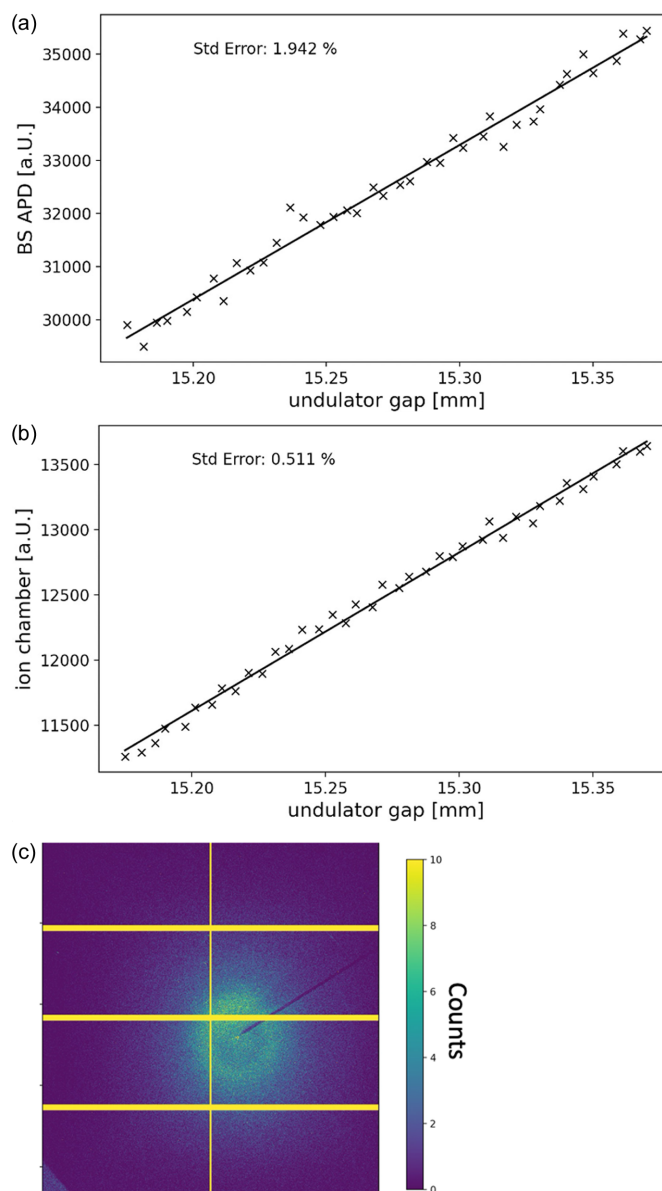 (a)
Std Error: 1.942 %
35000
34000
33000
32000
31000
30000
BS APD [a.U.]
15.20 15.25 15.30 15.35
undulator gap [mm]
(b)
Std Error: 0.511 %
13500
13000
12500
12000
11500
ion chamber [a.U.]
15.20 15.25 15.30 15.35
undulator gap [mm]
(c)
10
8
6
4
2
0
Counts